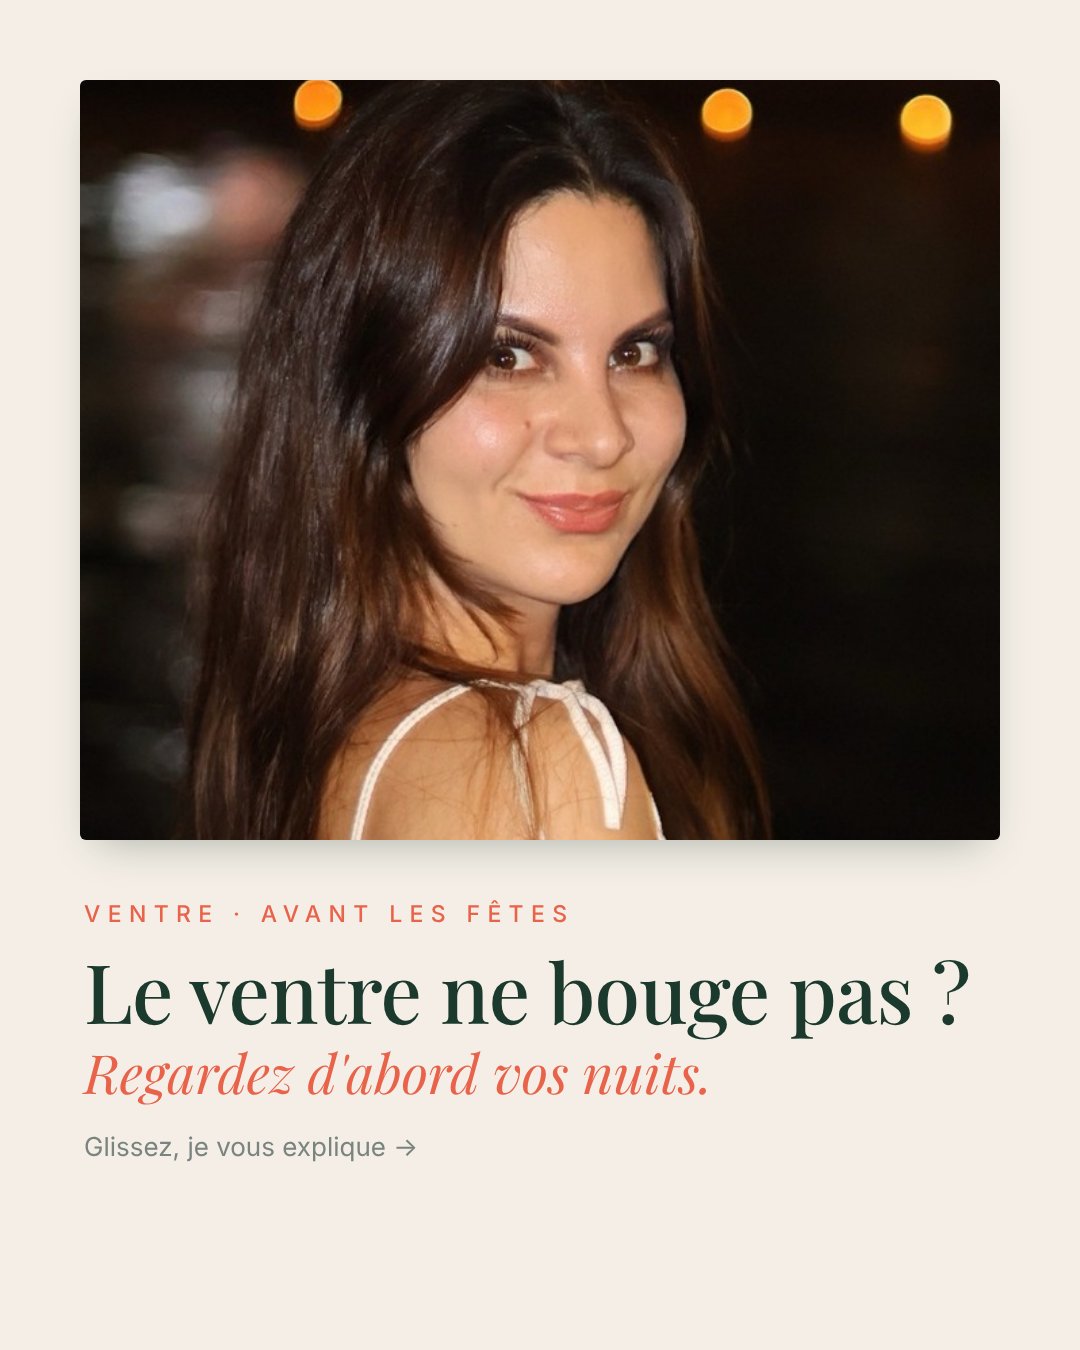 VENTRE · AVANT LES FÊTES
Le ventre ne bouge pas ?
Regardez d'abord vos nuits.
Glissez, je vous explique →